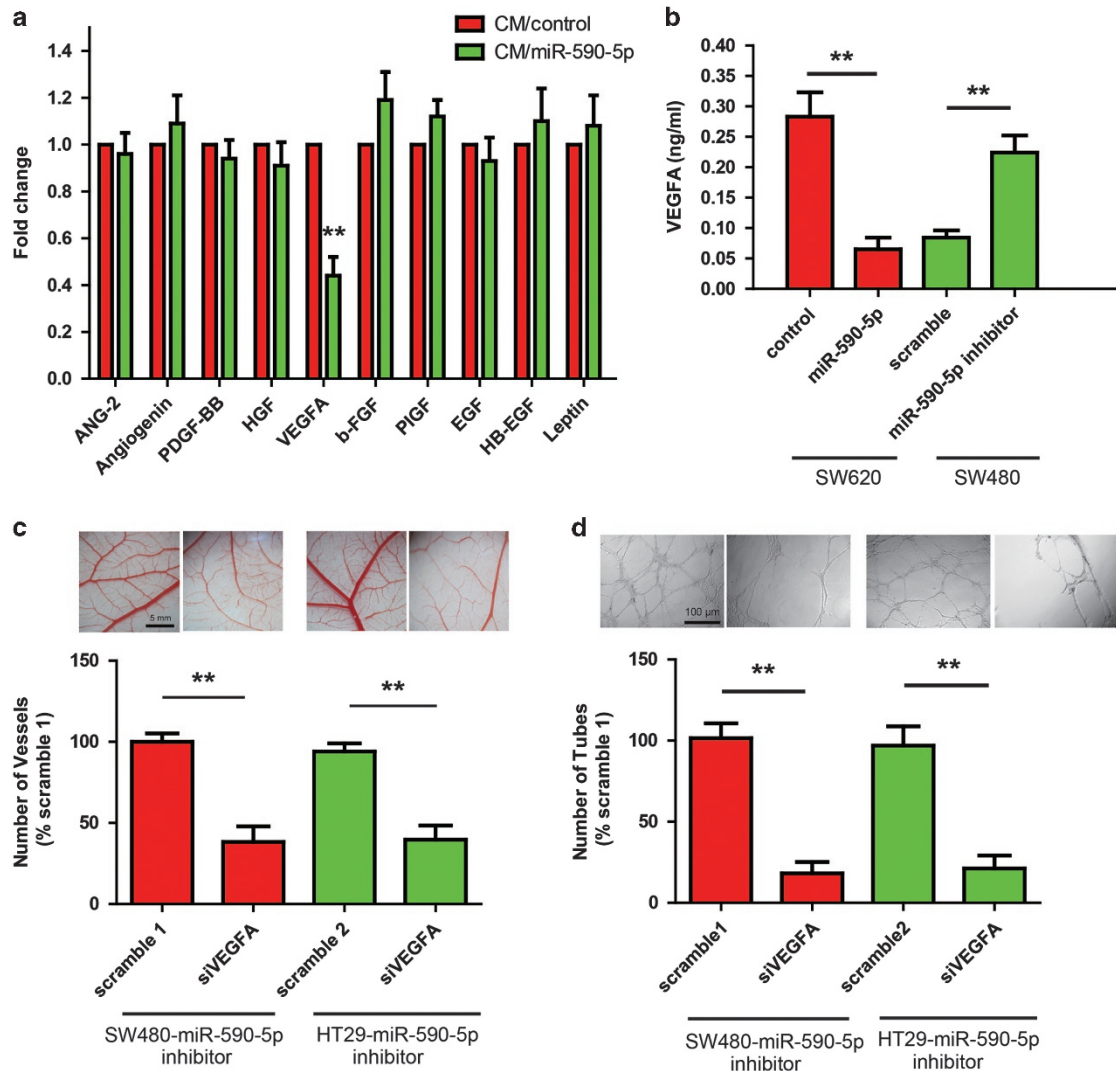 a
CM/control
CM/miR-590-5p
Fold change
1.4
1.2
1.0
0.8
0.6
0.4
0.2
0.0
**
ANG-2
Angiogenin
PDGF-BB
HGF
VEGFA
b-FGF
PlGF
EGF
HB-EGF
Leptin
b
VEGFA (ng/ml)
0.40
0.35
0.30
0.25
0.20
0.15
0.10
0.05
0.00
**
**
control
miR-590-5p
scramble
miR-590-5p inhibitor
SW620
SW480
c
5 mm
Number of Vessels
(% scramble 1)
150
100
50
0
**
**
scramble 1
siVEGFA
scramble 2
siVEGFA
SW480-miR-590-5p
inhibitor
HT29-miR-590-5p
inhibitor
d
100 µm
Number of Tubes
(% scramble 1)
150
100
50
0
**
**
scramble1
siVEGFA
scramble2
siVEGFA
SW480-miR-590-5p
inhibitor
HT29-miR-590-5p
inhibitor